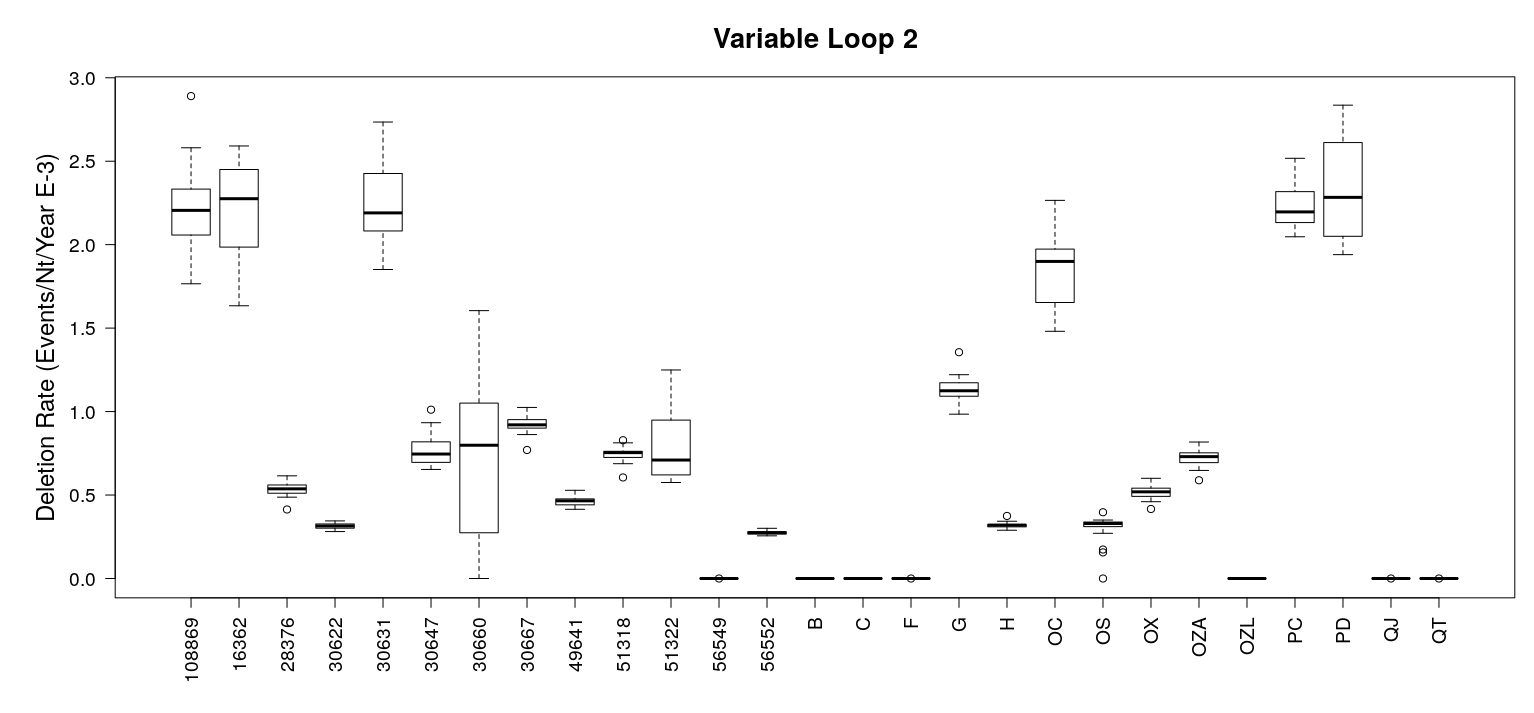 Variable Loop 2
Deletion Rate (Events/Nt/Year E-3)
3.0
2.5
2.0
1.5
1.0
0.5
0.0
108869
16362
28376
30622
30631
30647
30660
30667
49641
51318
51322
56549
56552
B
C
F
G
H
OC
OS
OX
OZA
OZL
PC
PD
QJ
QT